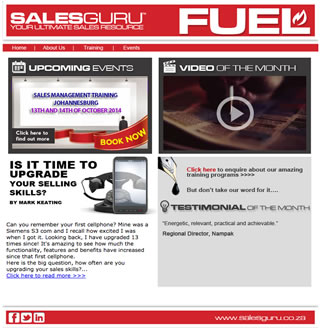 SALESGURU
YOUR ULTIMATE SALES RESOURCE
FUEL
Home | About Us | Training | Events
UPCOMING EVENTS
SALES MANAGEMENT TRAINING
JOHANNESBURG
13TH AND 14TH OF OCTOBER 2014
Click here to
find out more
BOOK NOW
VIDEO OF THE MONTH
IS IT TIME TO
UPGRADE
YOUR SELLING
SKILLS?
BY MARK KEATING
Can you remember your first cellphone? Mine was a
Siemens S3 com and I recall how excited I was
when I got it. Looking back, I have upgraded 13
times since! It's amazing to see how much the
functionality, features and benefits have increased
since that first cellphone.
Here is the big question, how often are you
upgrading your sales skills?...
Click here to read more >>>
Click here to enquire about our amazing
training programs >>>>
But don't take our word for it....
TESTIMONIAL OF THE MONTH
"Energetic, relevant, practical and achievable."
Regional Director, Nampak
www.salesguru.co.za